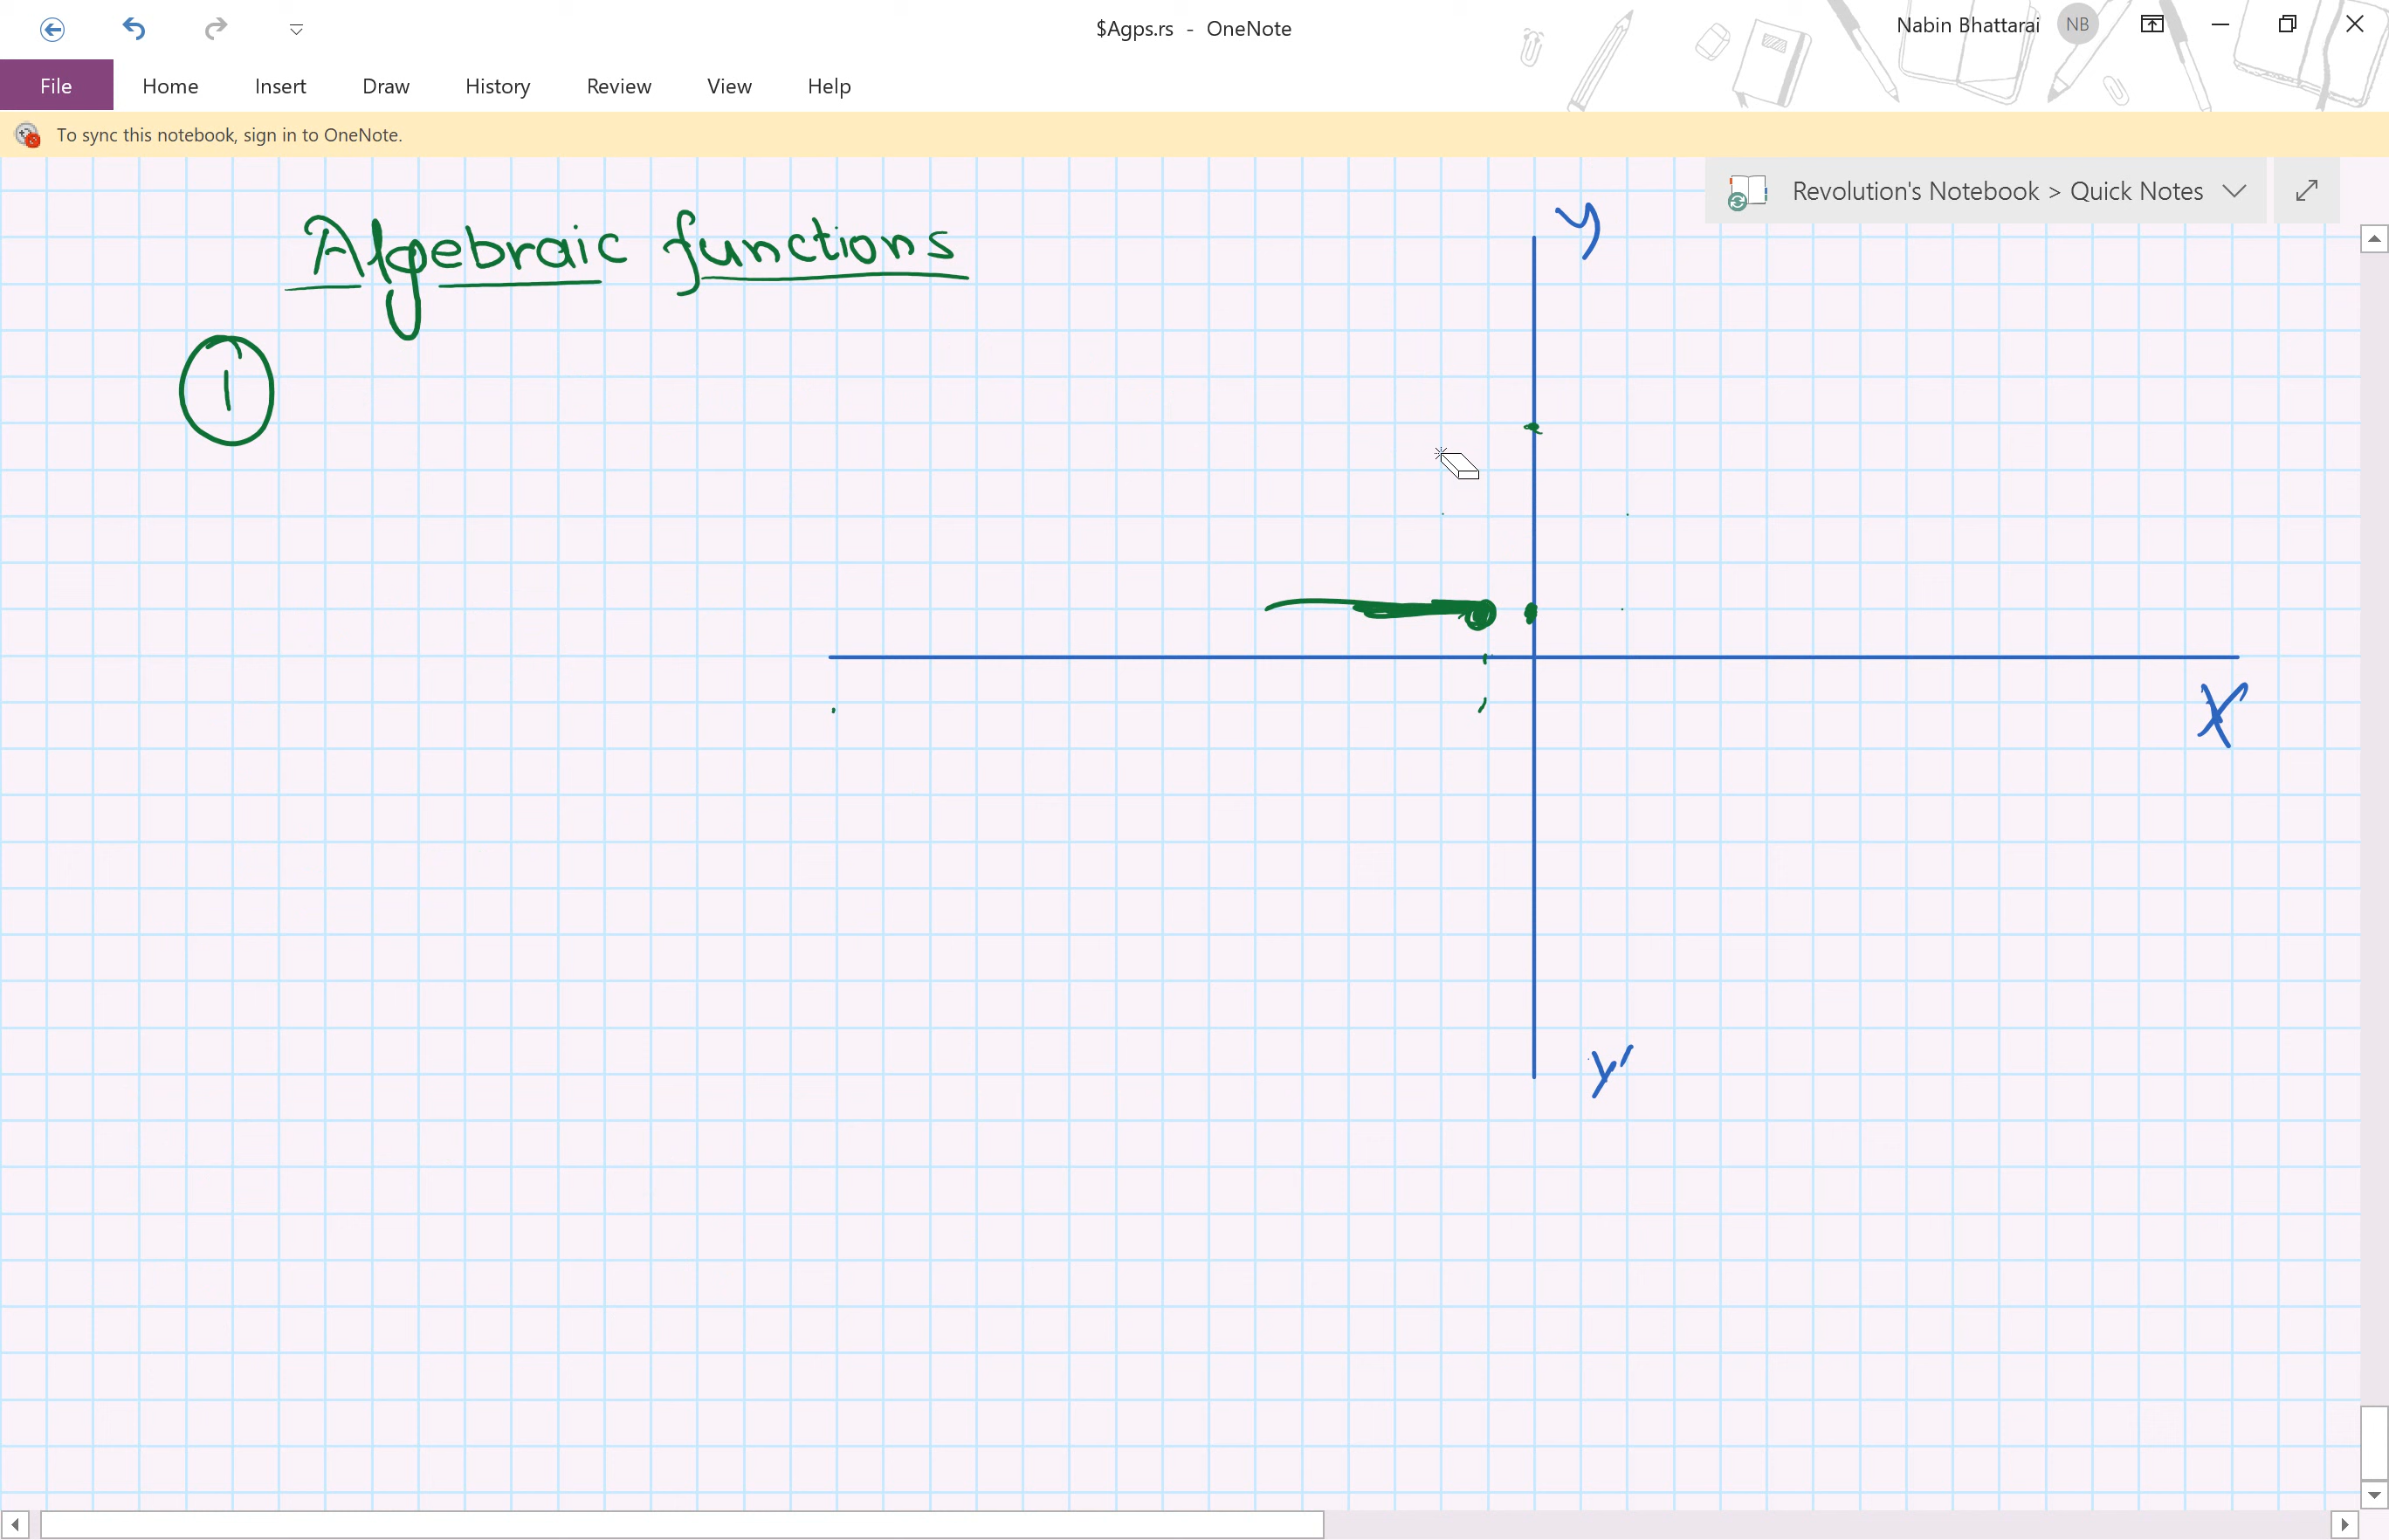 $Agps.rs - OneNote
Nabin Bhattarai NB
File Home Insert Draw History Review View Help
To sync this notebook, sign in to OneNote.
Revolution's Notebook > Quick Notes
Algebraic functions
y
1
X
y'